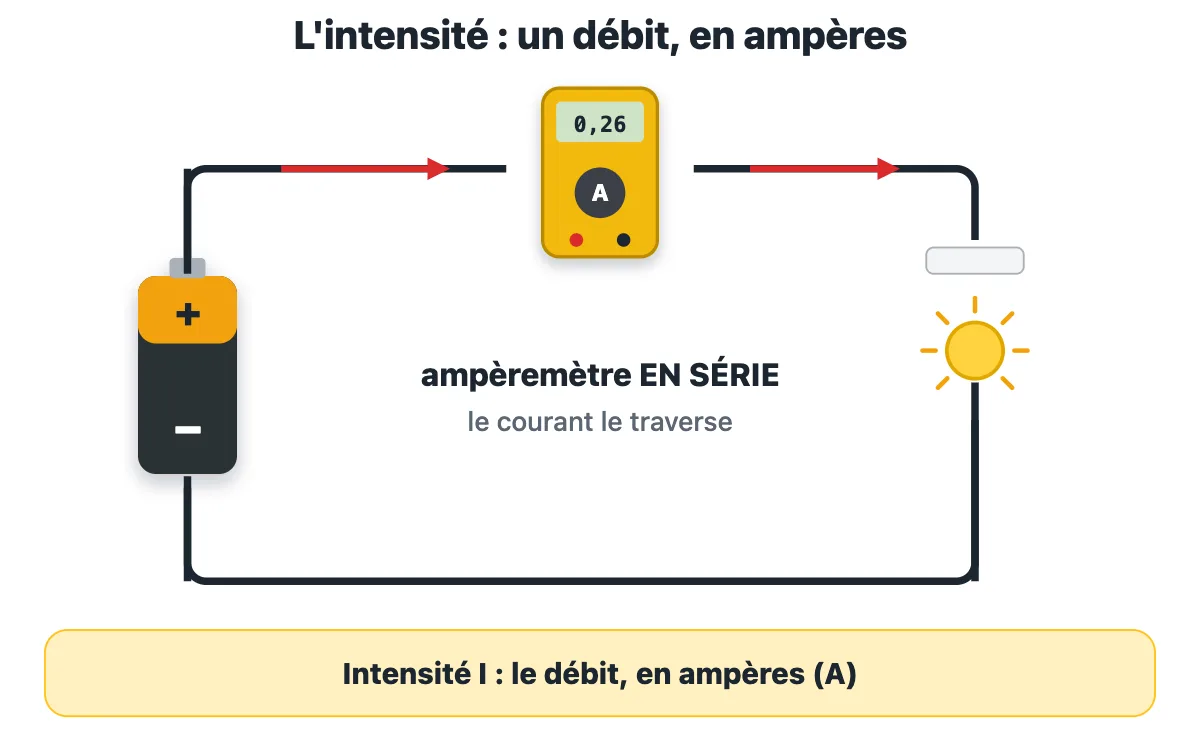 L'intensité : un débit, en ampères
0,26
A
+
ampèremètre EN SÉRIE
le courant le traverse
−
Intensité I : le débit, en ampères (A)